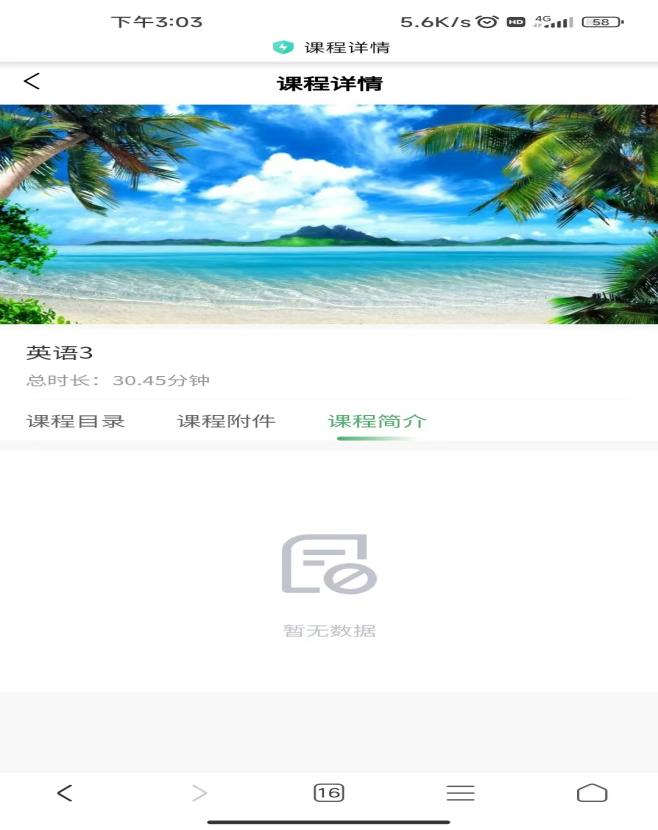 下午3:03 5.6K/s HD 4G 58
课程详情
课程详情
英语3
总时长：30.45分钟
课程目录 课程附件 课程简介
暂无数据
16